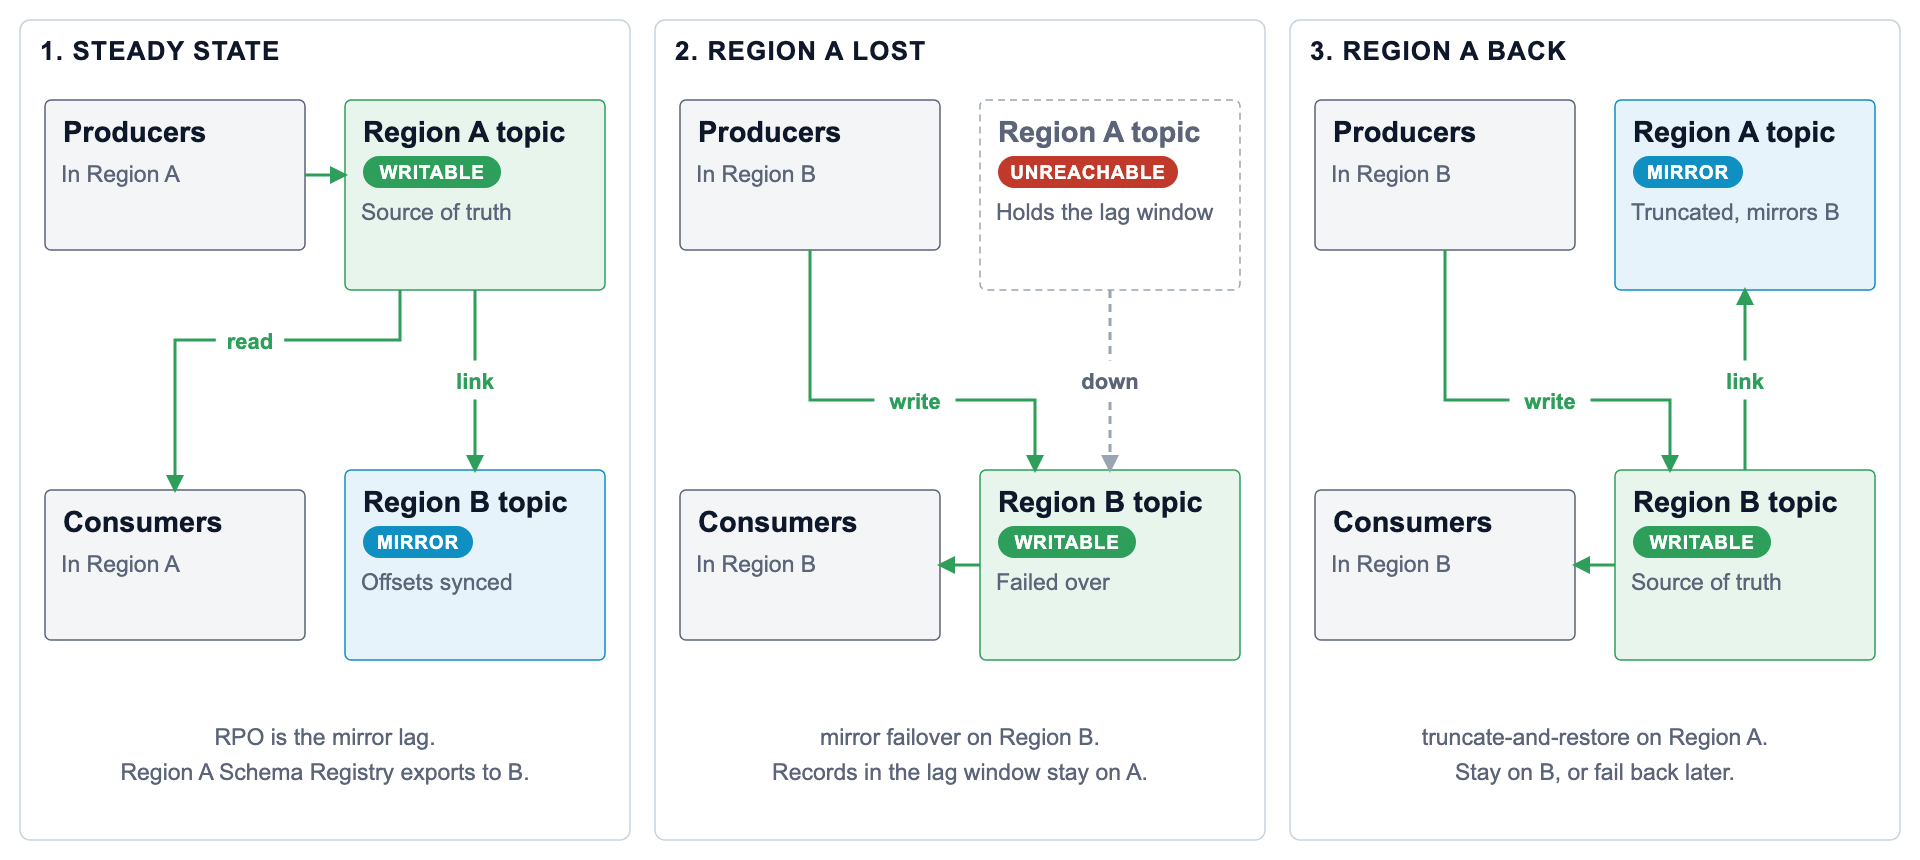 1. STEADY STATE
Producers
In Region A
Region A topic
WRITABLE
Source of truth
read
link
Consumers
In Region A
Region B topic
MIRROR
Offsets synced
RPO is the mirror lag.
Region A Schema Registry exports to B.
2. REGION A LOST
Producers
In Region B
Region A topic
UNREACHABLE
Holds the lag window
down
write
Consumers
In Region B
Region B topic
WRITABLE
Failed over
mirror failover on Region B.
Records in the lag window stay on A.
3. REGION A BACK
Producers
In Region B
Region A topic
MIRROR
Truncated, mirrors B
link
write
Consumers
In Region B
Region B topic
WRITABLE
Source of truth
truncate-and-restore on Region A.
Stay on B, or fail back later.